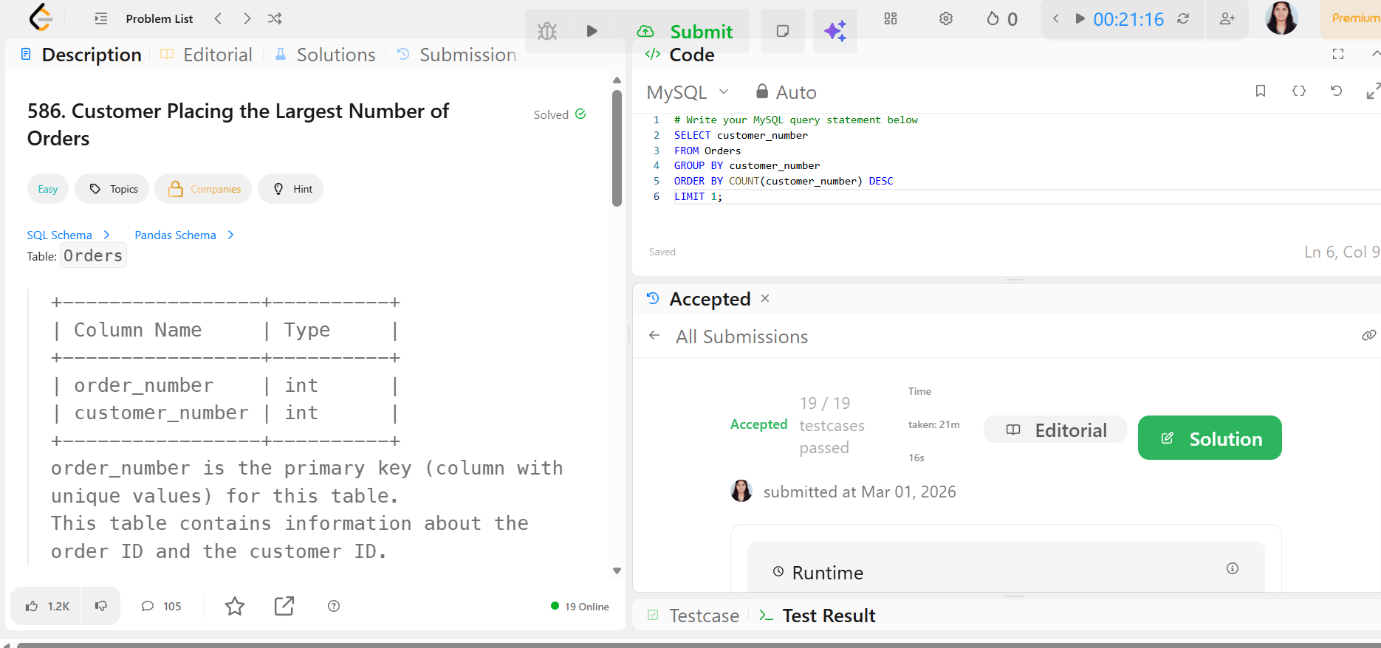 Problem List
Submit
0
00:21:16
Premium
Description
Editorial
Solutions
Submission
586. Customer Placing the Largest Number of
Orders
Solved
Easy
Topics
Companies
Hint
SQL Schema
Pandas Schema
Table: Orders
+-----------------+----------+
| Column Name     | Type     |
+-----------------+----------+
| order_number    | int      |
| customer_number | int      |
+-----------------+----------+
order_number is the primary key (column with
unique values) for this table.
This table contains information about the
order ID and the customer ID.
1.2K
105
19 Online
</> Code
MySQL
Auto
1 # Write your MySQL query statement below
2 SELECT customer_number
3 FROM Orders
4 GROUP BY customer_number
5 ORDER BY COUNT(customer_number) DESC
6 LIMIT 1;
Saved
Ln 6, Col 9
Accepted
All Submissions
Accepted
19 / 19
testcases
passed
Time
taken: 21m
16s
Editorial
Solution
submitted at Mar 01, 2026
Runtime
Testcase
Test Result